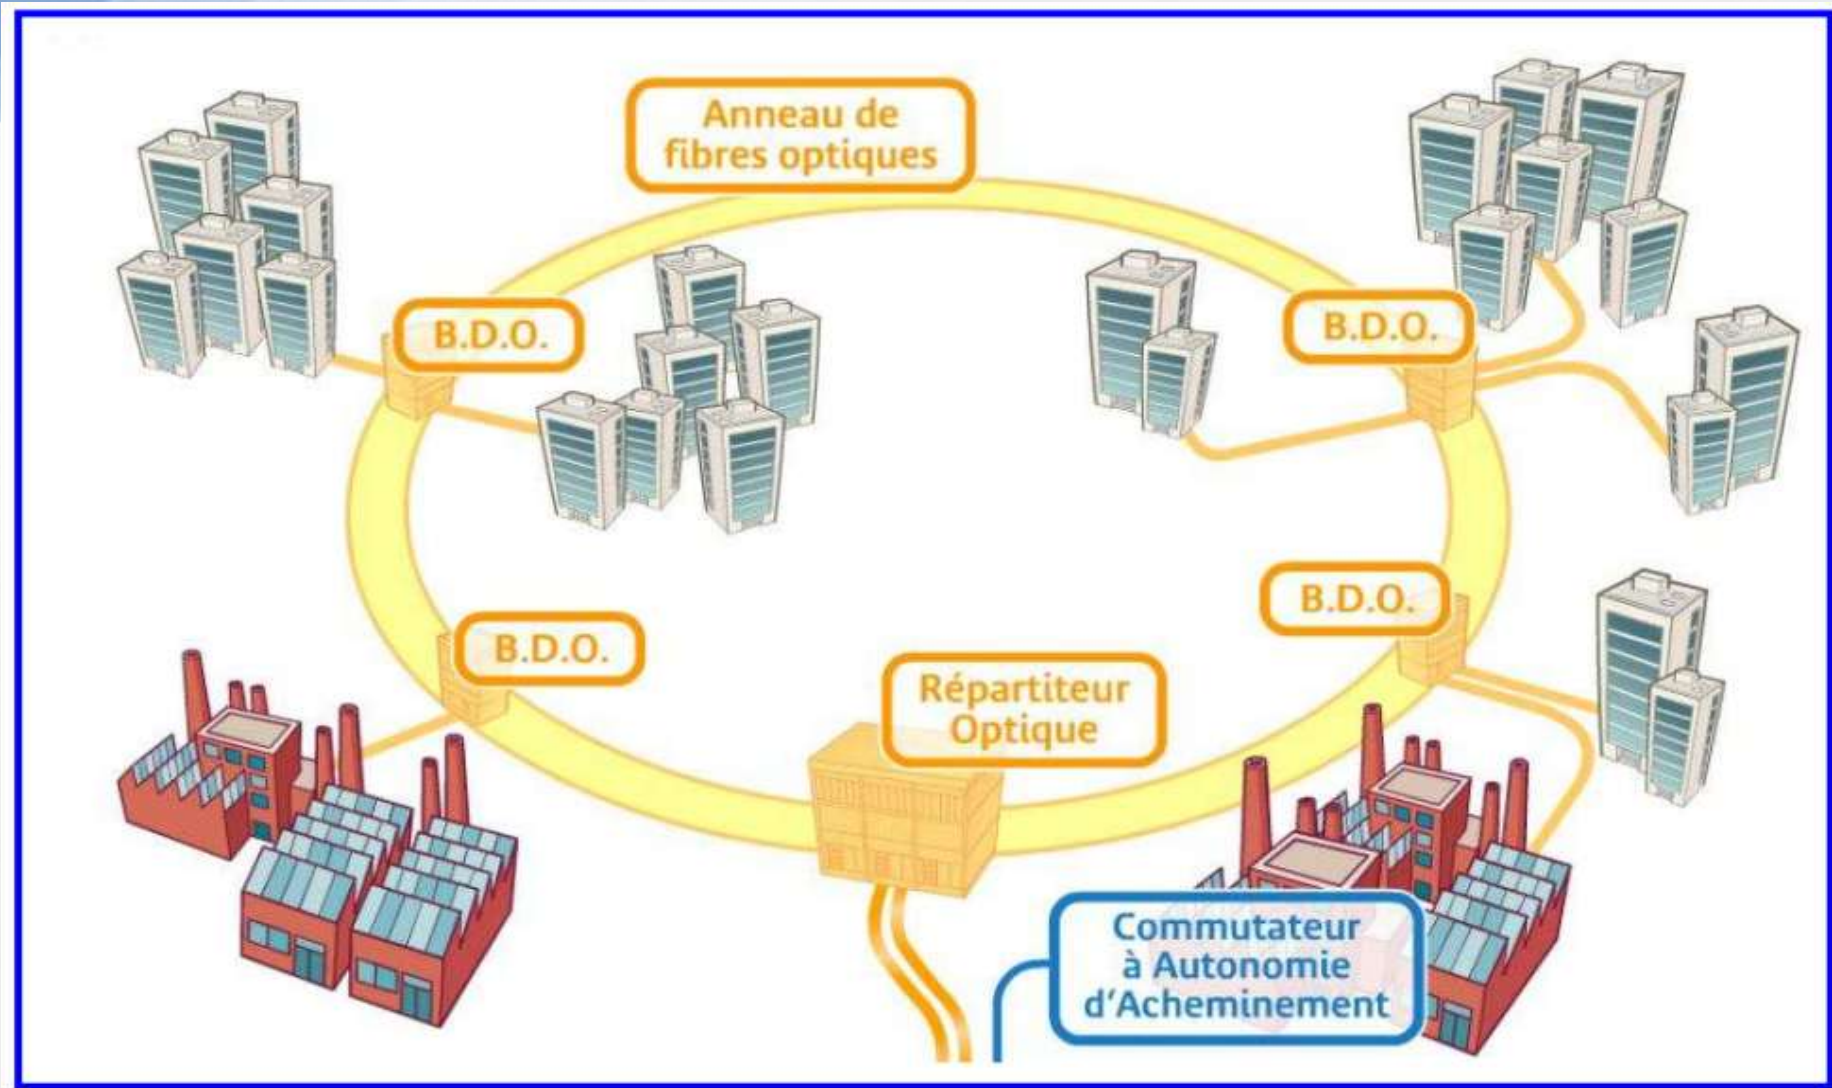 Anneau de
fibres optiques
B.D.O.
B.D.O.
B.D.O.
B.D.O.
Répartiteur
Optique
Commutateur
à Autonomie
d'Acheminement